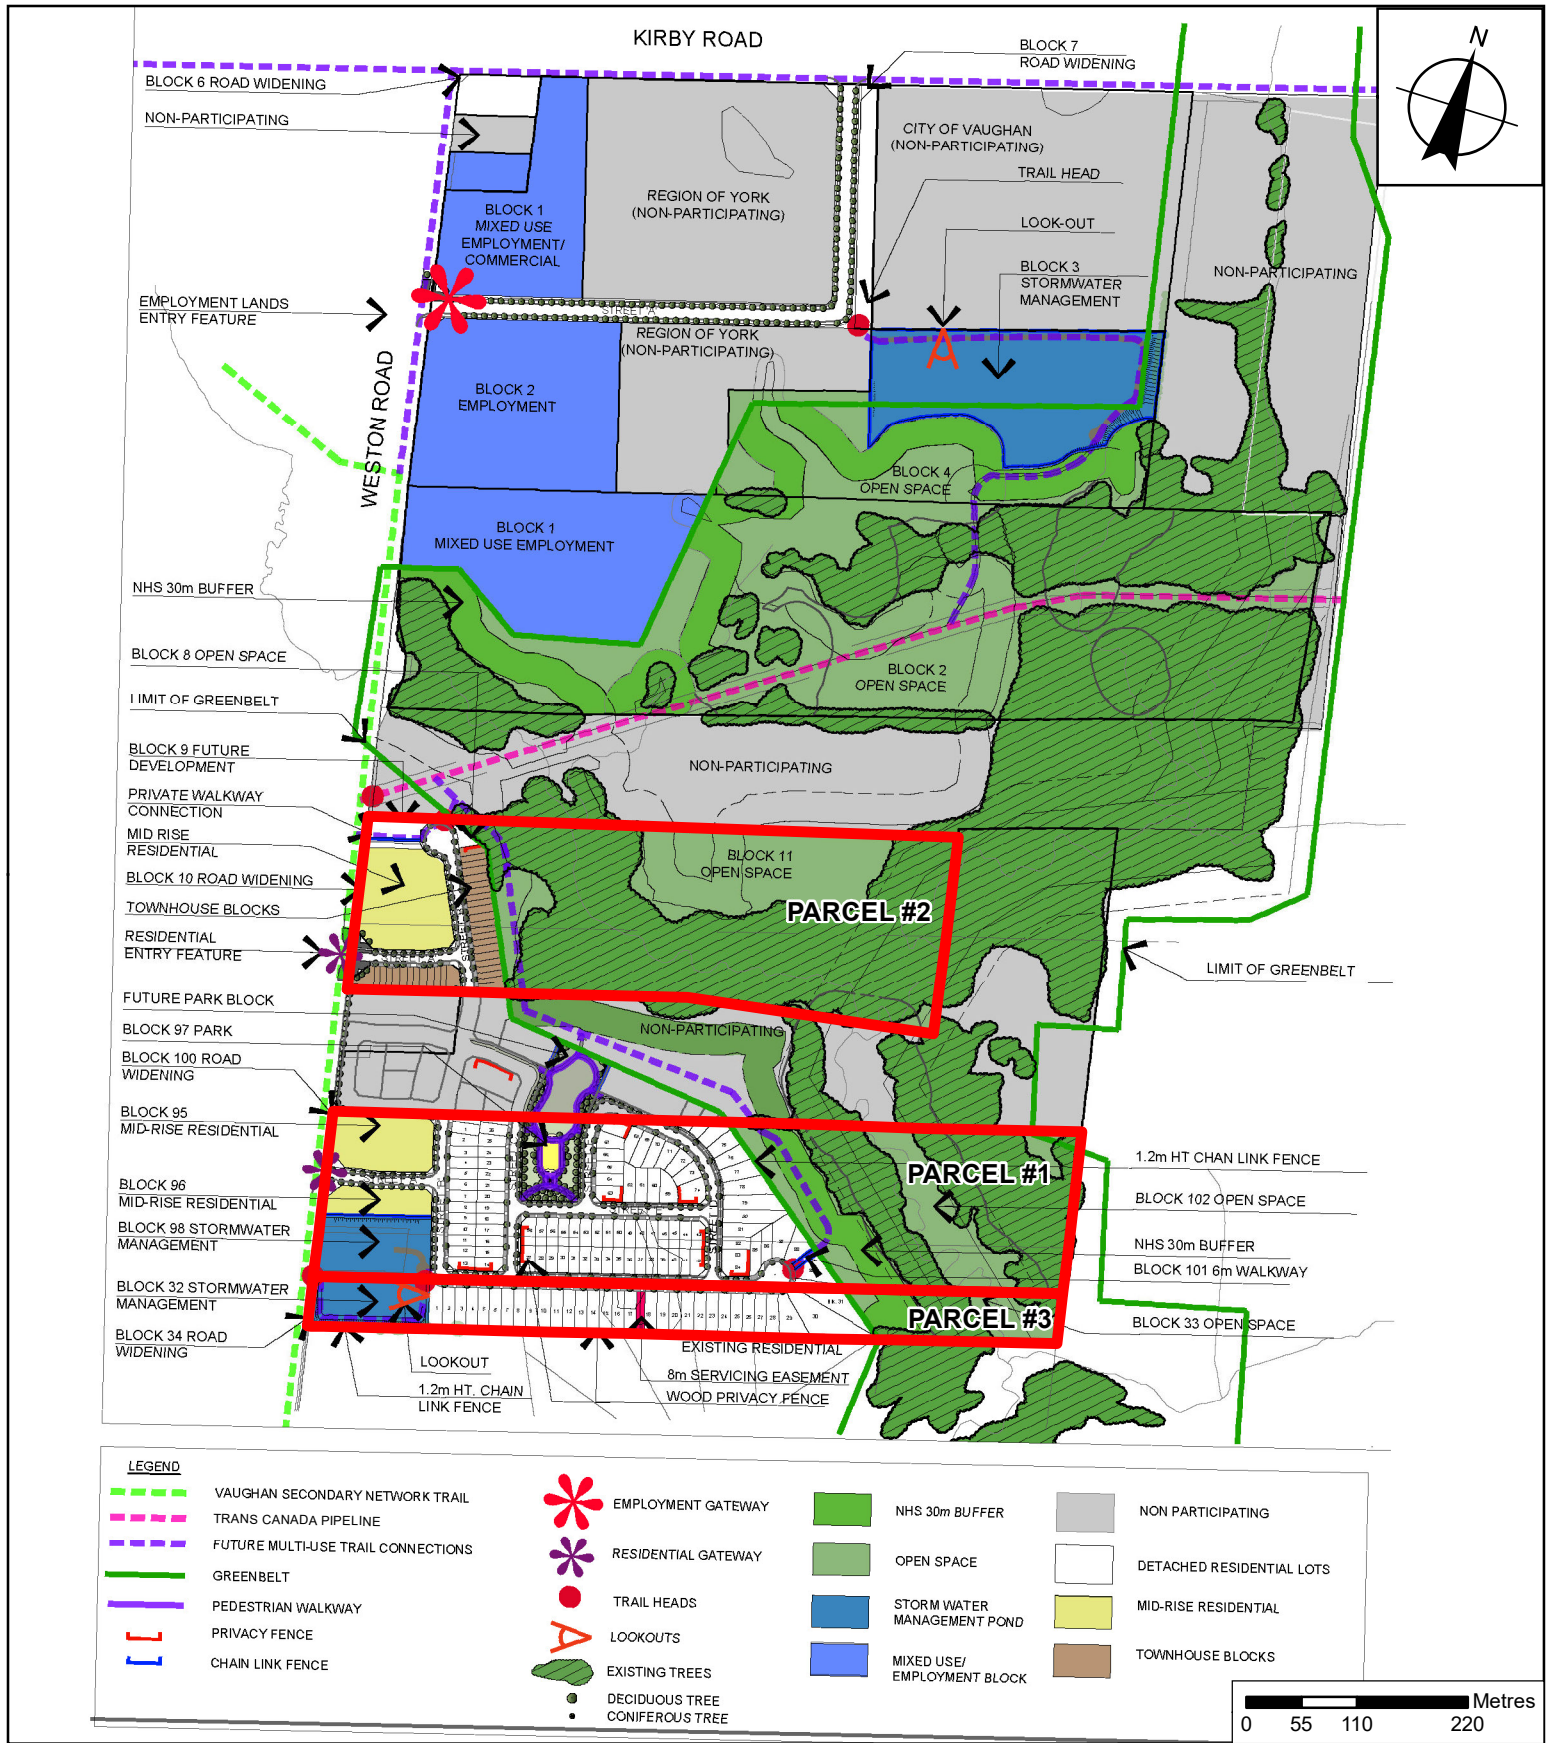 KIRBY ROAD
N
BLOCK 7
ROAD WIDENING
BLOCK 6 ROAD WIDENING
NON-PARTICIPATING
CITY OF VAUGHAN
(NON-PARTICIPATING)
TRAIL HEAD
REGION OF YORK
(NON-PARTICIPATING)
BLOCK 1
MIXED USE
EMPLOYMENT/
COMMERCIAL
LOOK-OUT
BLOCK 3
STORMWATER
MANAGEMENT
NON-PARTICIPATING
EMPLOYMENT LANDS
ENTRY FEATURE
STREET A
REGION OF YORK
(NON-PARTICIPATING)
WESTON ROAD
BLOCK 2
EMPLOYMENT
BLOCK 4
OPEN SPACE
BLOCK 1
MIXED USE EMPLOYMENT
NHS 30m BUFFER
BLOCK 8 OPEN SPACE
BLOCK 2
OPEN SPACE
LIMIT OF GREENBELT
BLOCK 9 FUTURE
DEVELOPMENT
NON-PARTICIPATING
PRIVATE WALKWAY
CONNECTION
MID RISE
RESIDENTIAL
BLOCK 11
OPEN SPACE
BLOCK 10 ROAD WIDENING
TOWNHOUSE BLOCKS
PARCEL #2
RESIDENTIAL
ENTRY FEATURE
LIMIT OF GREENBELT
FUTURE PARK BLOCK
BLOCK 97 PARK
NON-PARTICIPATING
BLOCK 100 ROAD
WIDENING
BLOCK 95
MID-RISE RESIDENTIAL
1.2m HT CHAN LINK FENCE
PARCEL #1
BLOCK 96
MID-RISE RESIDENTIAL
BLOCK 102 OPEN SPACE
BLOCK 98 STORMWATER
MANAGEMENT
NHS 30m BUFFER
BLOCK 101 6m WALKWAY
BLOCK 32 STORMWATER
MANAGEMENT
PARCEL #3
BLOCK 33 OPEN SPACE
BLOCK 34 ROAD
WIDENING
EXISTING RESIDENTIAL
LOOKOUT
8m SERVICING EASEMENT
1.2m HT. CHAIN
LINK FENCE
WOOD PRIVACY FENCE
LEGEND
VAUGHAN SECONDARY NETWORK TRAIL
TRANS CANADA PIPELINE
FUTURE MULTI-USE TRAIL CONNECTIONS
GREENBELT
PEDESTRIAN WALKWAY
PRIVACY FENCE
CHAIN LINK FENCE
EMPLOYMENT GATEWAY
RESIDENTIAL GATEWAY
TRAIL HEADS
LOOKOUTS
EXISTING TREES
DECIDUOUS TREE
CONIFEROUS TREE
NHS 30m BUFFER
OPEN SPACE
STORM WATER
MANAGEMENT POND
MIXED USE/
EMPLOYMENT BLOCK
NON PARTICIPATING
DETACHED RESIDENTIAL LOTS
MID-RISE RESIDENTIAL
TOWNHOUSE BLOCKS
Metres
0 55 110 220